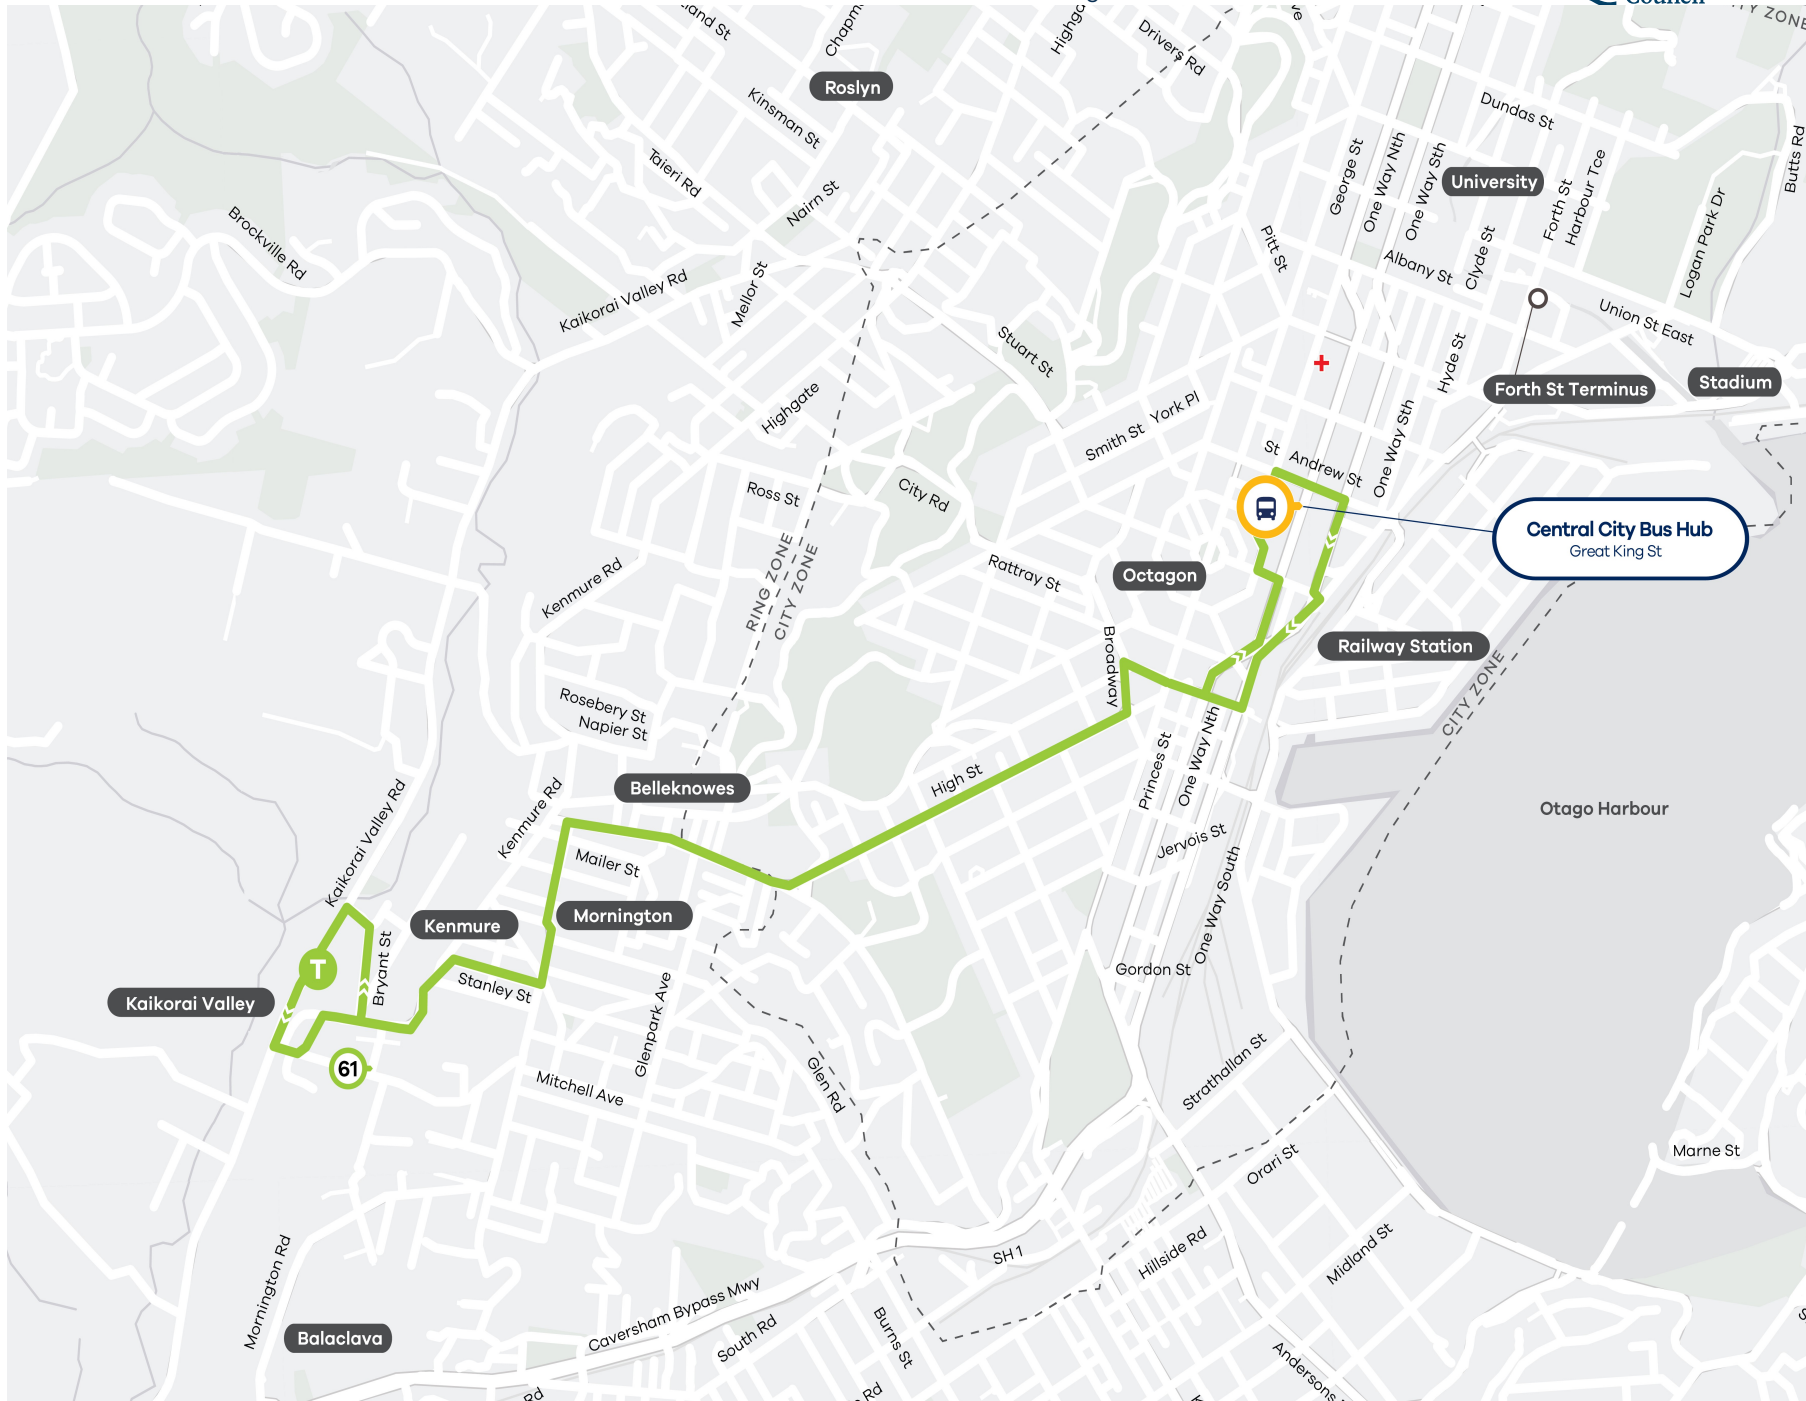 Council
CITY ZONE
Highgate
Drivers Rd
Roslyn
Kinsman St
Dundas St
Taieri Rd
George St
One Way Nth
One Way Sth
University
Forth St
Harbour Tce
Butts Rd
Nairn St
Brockville Rd
Pitt St
Albany St
Clyde St
Logan Park Dr
Kaikorai Valley Rd
Mellor St
Union St East
Stuart St
Hyde St
Forth St Terminus
Stadium
Highgate
Smith St
York Pl
St Andrew St
One Way Sth
Ross St
City Rd
Central City Bus Hub
Great King St
RING ZONE
CITY ZONE
Kenmure Rd
Rattray St
Octagon
Broadway
Railway Station
CITY ZONE
Rosebery St
Napier St
Belleknowes
High St
Princes St
One Way Nth
Otago Harbour
Kaikorai Valley Rd
Kenmure Rd
Mailer St
Jervois St
One Way South
Kenmure
Mornington
T
Bryant St
Stanley St
Gordon St
Kaikorai Valley
Glenpark Ave
61
Mitchell Ave
Glen Rd
Strathallan St
Orari St
Marne St
Mornington Rd
SH 1
Hillside Rd
Midland St
Balaclava
Caversham Bypass Mwy
South Rd
Burns St
Andersons
Rd
Rd